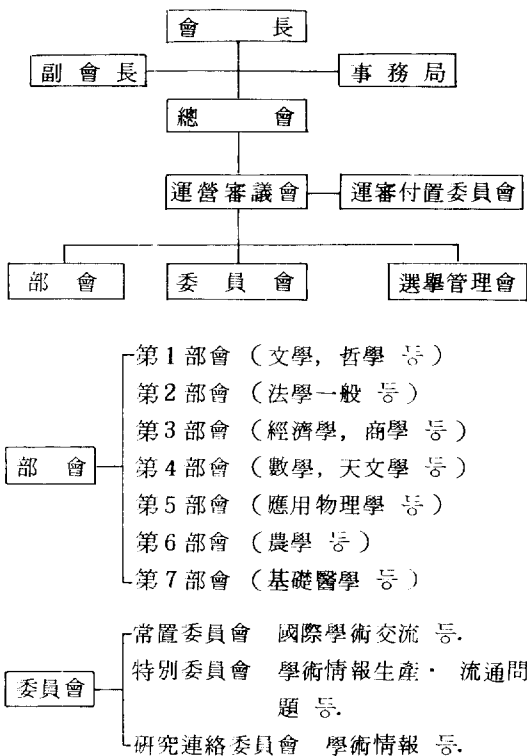 會 長
副 會 長 事 務 局
總 會
運營審議會 運審付置委員會
部 會 委 員 會 選擧管理會
第1部會 (文學, 哲學 등)
第2部會 (法學一般 등)
第3部會 (經濟學, 商學 등)
部 會 第4部會 (數學, 天文學 등)
第5部會 (應用物理學 등)
第6部會 (農學 등)
第7部會 (基礎醫學 등)
常置委員會 國際學術交流 등.
委員會 特別委員會 學術情報生産· 流通問
題 등.
硏究連絡委員會 學術情報 등.